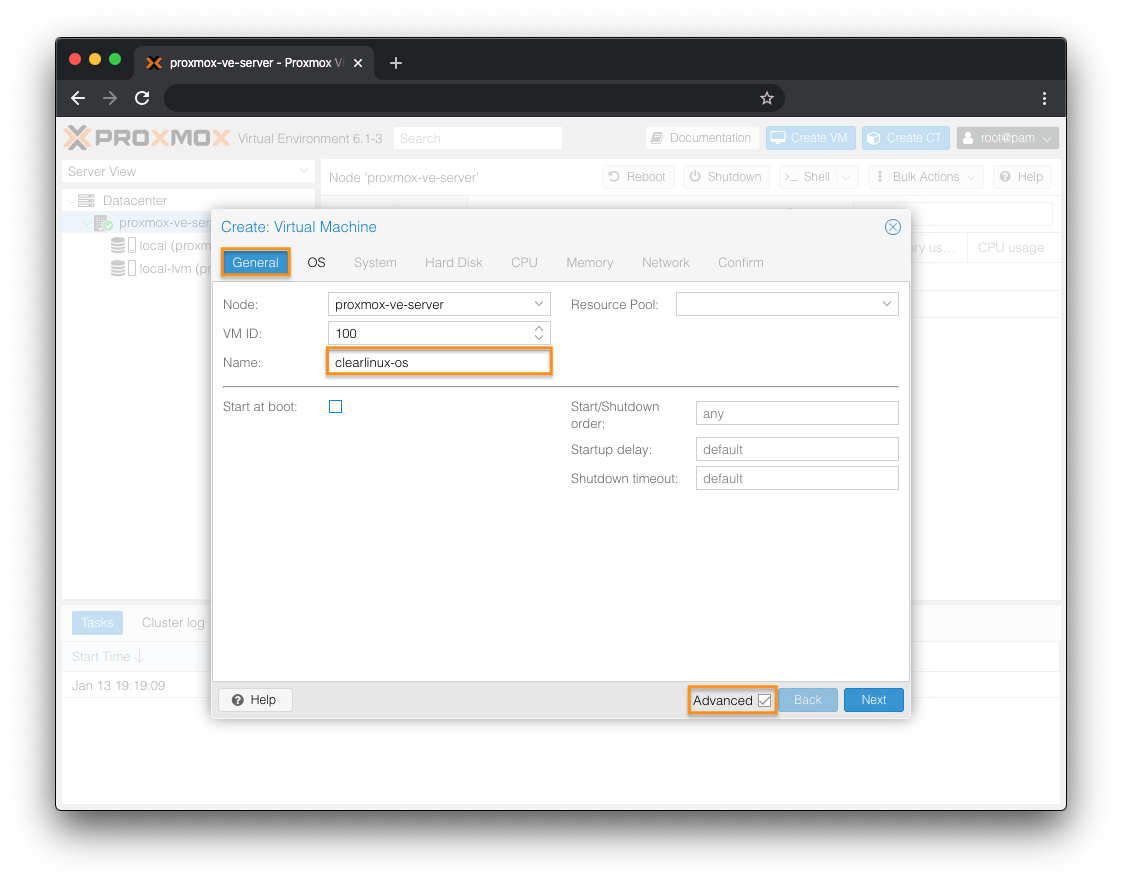 proxmox-ve-server - Proxmox Vi
PROXMOX Virtual Environment 6.1-3 Search Documentation Create VM Create CT root@pam
Server View
Node 'proxmox-ve-server' Reboot Shutdown >_ Shell Bulk Actions Help
Datacenter
proxmox-ve-ser
local (proxm
local-lvm (pr
ory us... CPU usage
Create: Virtual Machine
General OS System Hard Disk CPU Memory Network Confirm
Node: proxmox-ve-server Resource Pool:
VM ID: 100
Name: clearlinux-os
Start at boot: Start/Shutdown order: any
Startup delay: default
Shutdown timeout: default
Help Advanced Back Next
Tasks Cluster log
Start Time
Jan 13 19:19:09